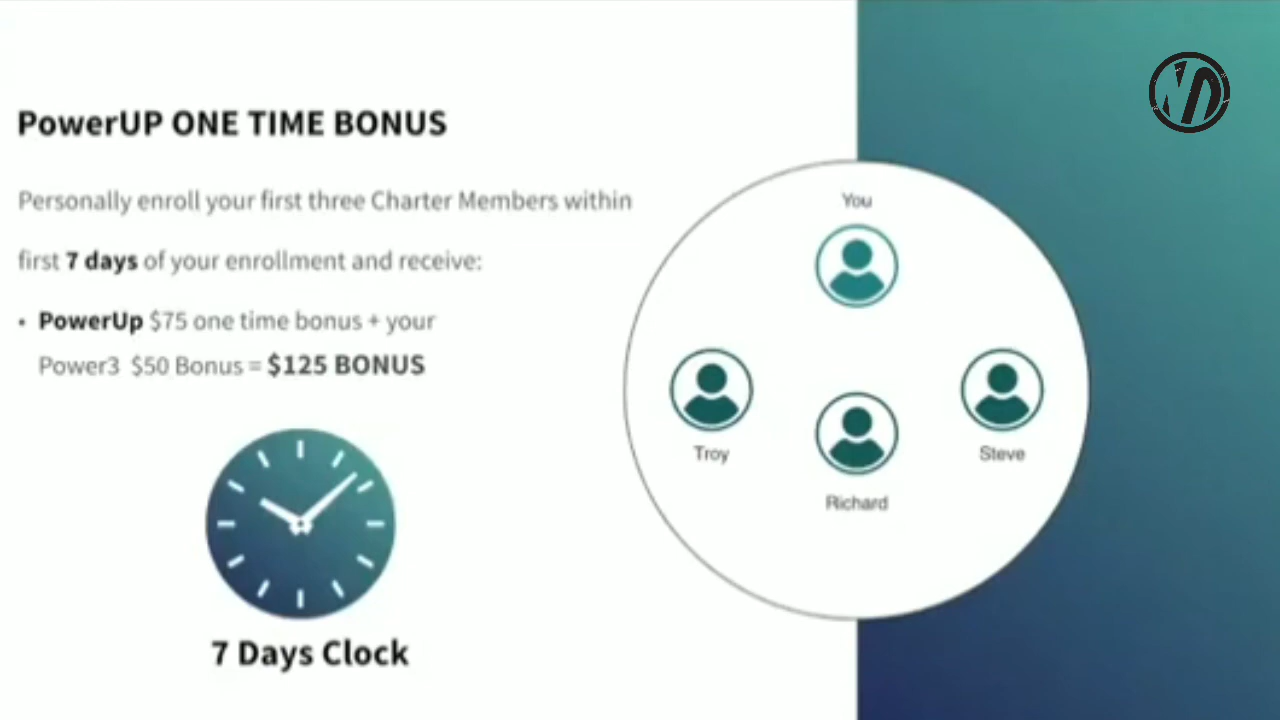 PowerUP ONE TIME BONUS
Personally enroll your first three Charter Members within
first 7 days of your enrollment and receive:
• PowerUp $75 one time bonus + your
Power3 $50 Bonus = $125 BONUS
7 Days Clock
You
Troy
Richard
Steve